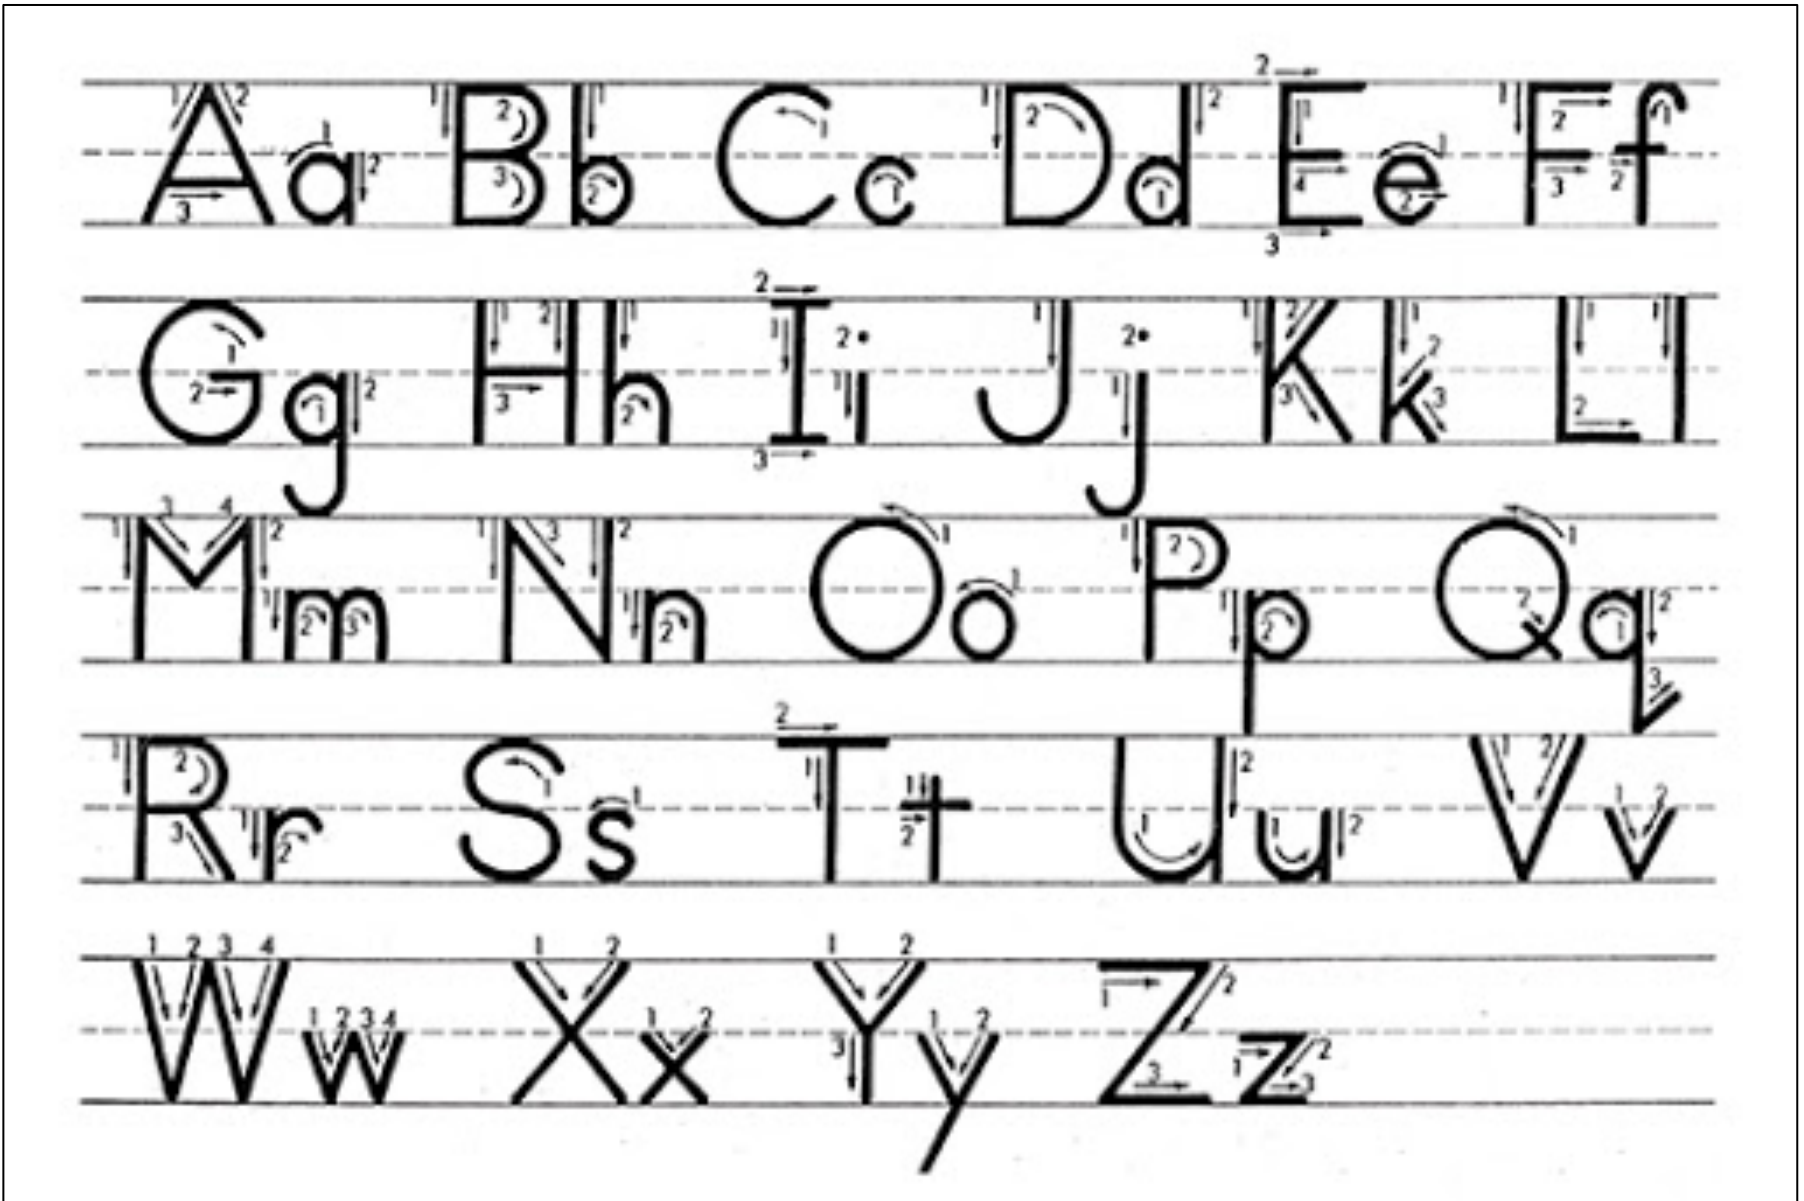 Aa Bb Cc Dd Ee Ff
Gg Hh Ii Jj Kk Ll
Mm Nn Oo Pp Qq
Rr Ss Tt Uu Vv
Ww Xx Yy Zz